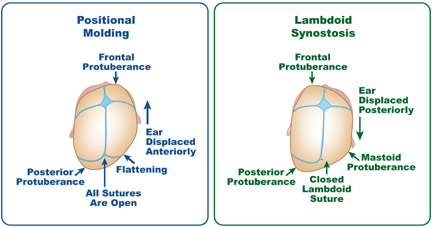 Positional
Molding
Frontal
Protuberance
Ear
Displaced
Anteriorly
Flattening
Posterior
Protuberance
All Sutures
Are Open
Lambdoid
Synostosis
Frontal
Protuberance
Ear
Displaced
Posteriorly
Mastoid
Protuberance
Posterior
Protuberance
Closed
Lambdoid
Suture